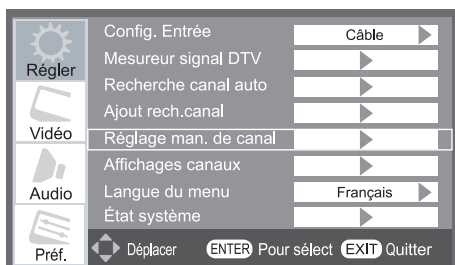 Régler
Vidéo
Audio
Préf.
Config. Entrée Câble
Mesureur signal DTV
Recherche canal auto
Ajout rech.canal
Réglage man. de canal
Affichages canaux
Langue du menu Français
État système
Déplacer ENTER Pour sélect EXIT Quitter